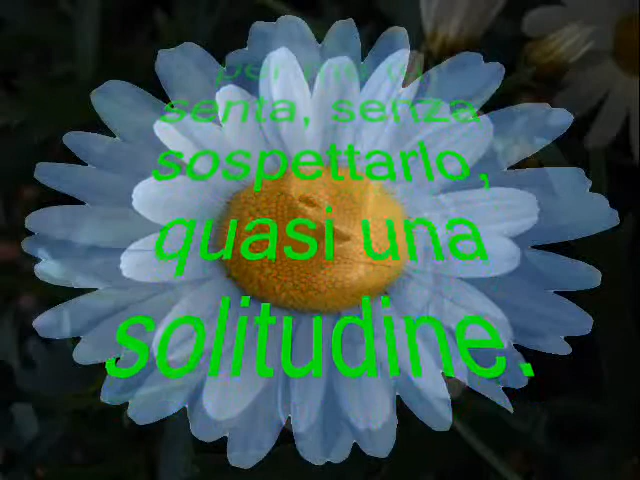 senta, senza
sospettarlo,
quasi una
solitudine.